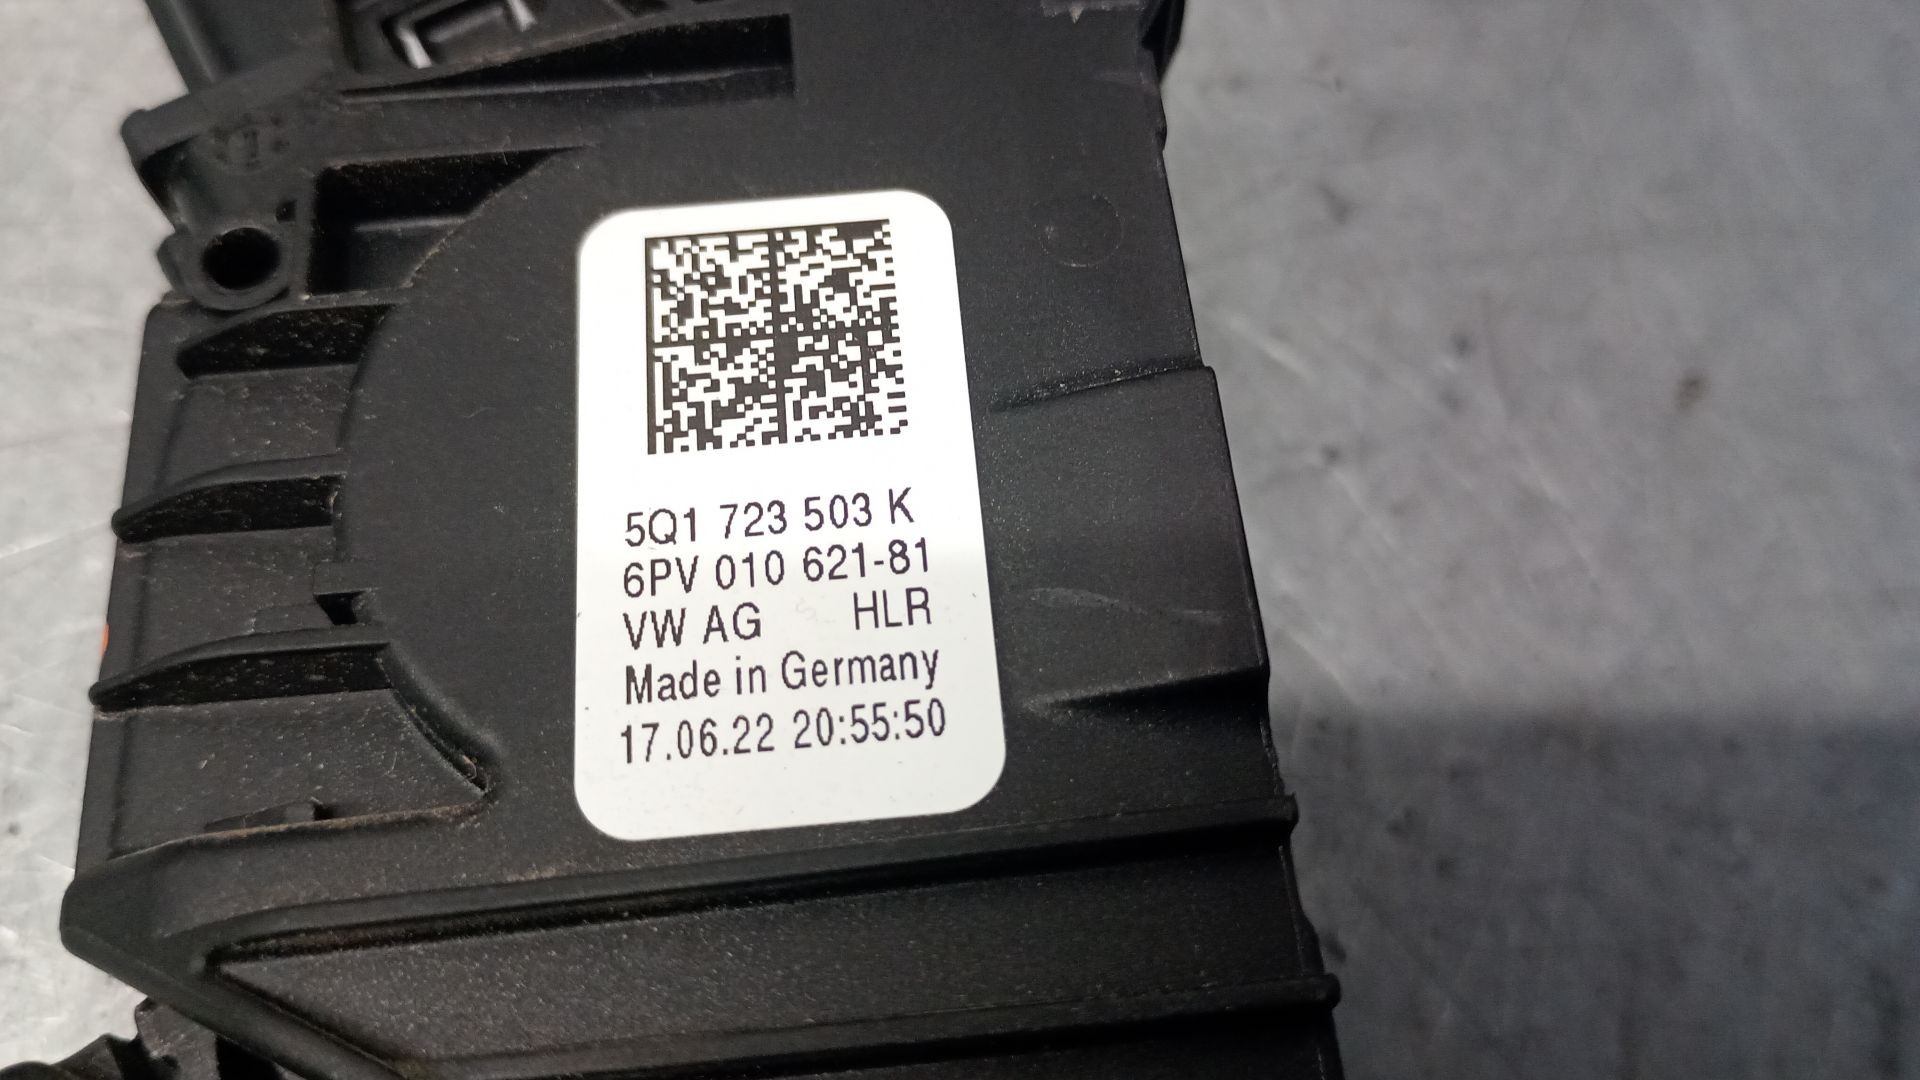 5Q1 723 503 K
6PV 010 621-81
VW AG HLR
Made in Germany
17.06.22 20:55:50